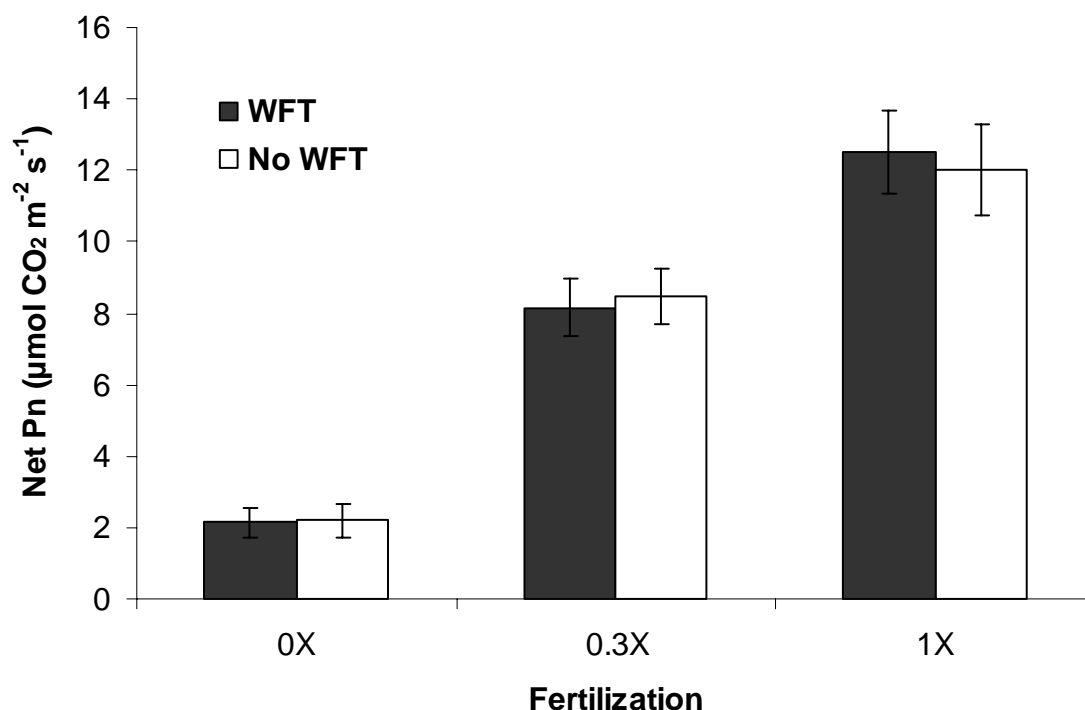 16
14
12
10
8
6
4
2
0
Net Pn (µmol CO₂ m⁻² s⁻¹)
WFT
No WFT
0X 0.3X 1X
Fertilization